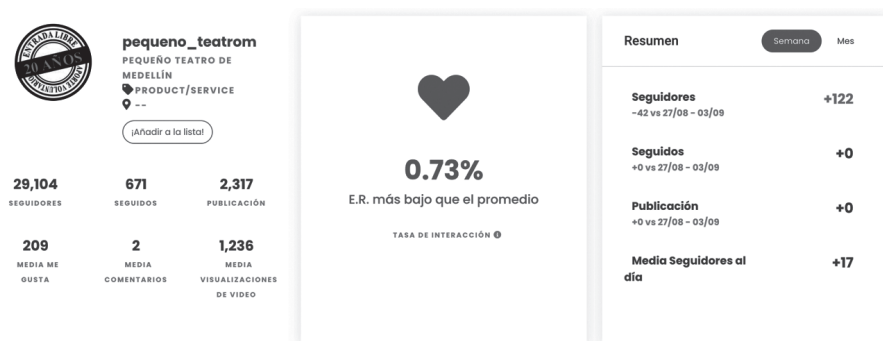 ENTRADA LIBRE
20 AÑOS
APORTE VOLUNTARIO
pequeno_teatrom
PEQUEÑO TEATRO DE
MEDELLÍN
PRODUCT/SERVICE
--
¡Añadir a la lista!
29,104
SEGUIDORES
671
SEGUIDOS
2,317
PUBLICACIÓN
209
MEDIA ME
GUSTA
2
MEDIA
COMENTARIOS
1,236
MEDIA
VISUALIZACIONES
DE VIDEO
0.73%
E.R. más bajo que el promedio
TASA DE INTERACCIÓN
Resumen
Semana
Mes
Seguidores +122
-42 vs 27/08 - 03/09
Seguidos +0
+0 vs 27/08 - 03/09
Publicación +0
+0 vs 27/08 - 03/09
Media Seguidores al +17
día